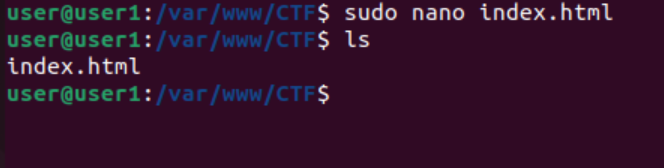 user@user1:/var/www/CTF$ sudo nano index.html
user@user1:/var/www/CTF$ ls
index.html
user@user1:/var/www/CTF$